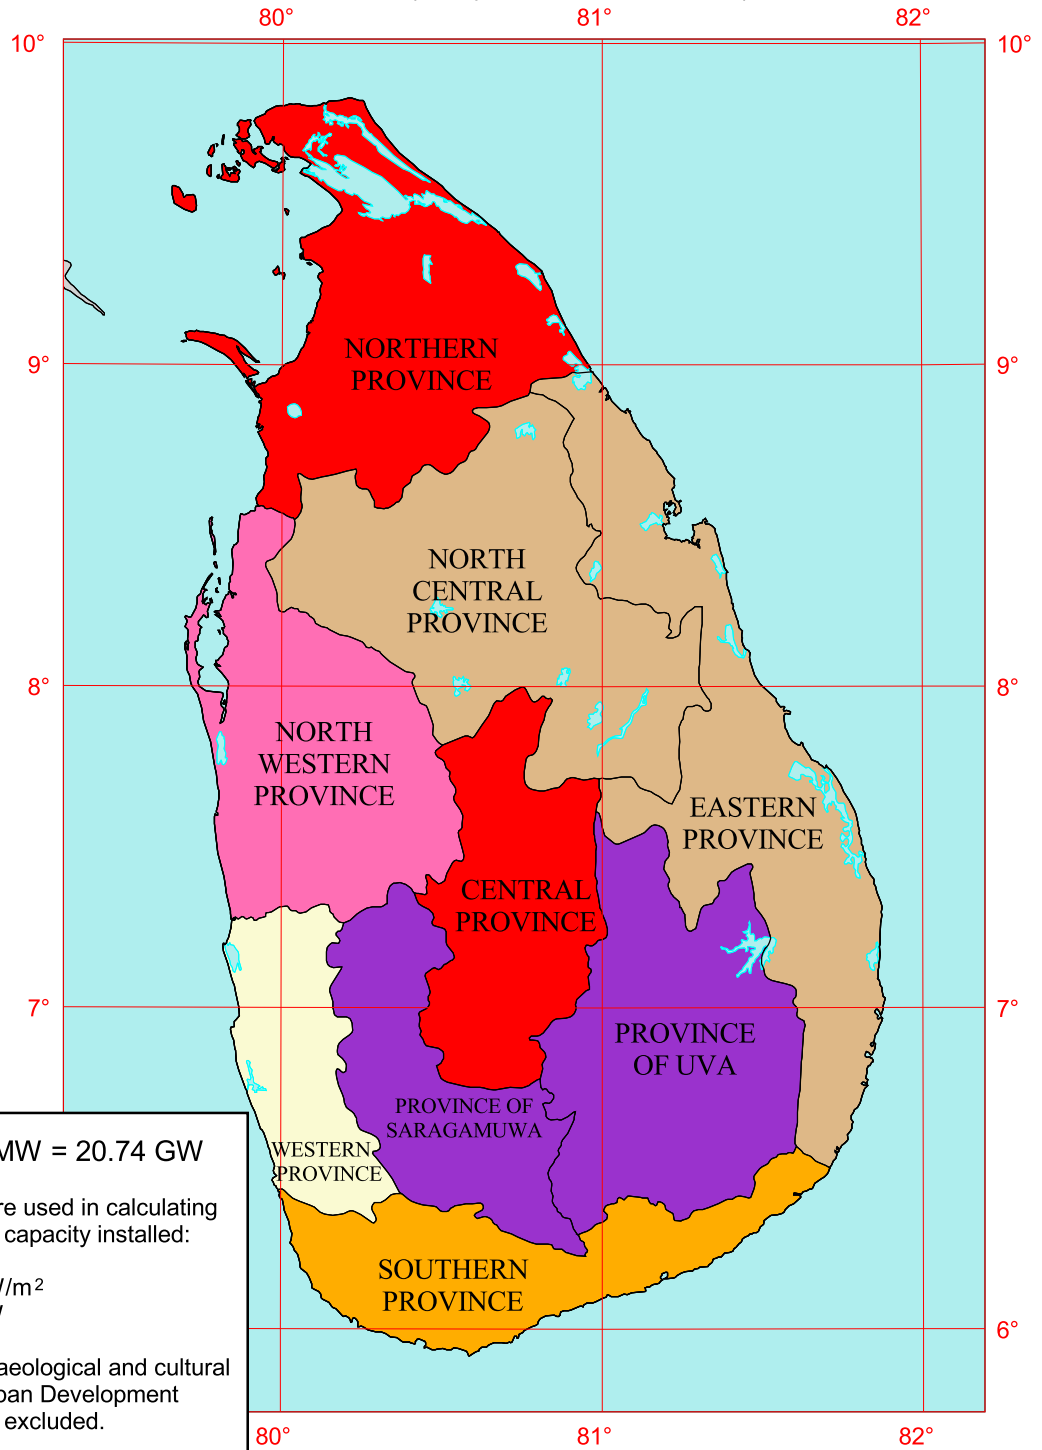 80° 81° 82°
10° 10°
NORTHERN
PROVINCE
9° 9°
NORTH
CENTRAL
PROVINCE
8° 8°
NORTH
WESTERN
PROVINCE
EASTERN
PROVINCE
CENTRAL
PROVINCE
7° 7°
PROVINCE
OF UVA
PROVINCE OF
SARAGAMUWA
WESTERN
PROVINCE
SOUTHERN
PROVINCE
6°
MW = 20.74 GW
re used in calculating
capacity installed:
/m²
aeological and cultural
ban Development
excluded.
80° 81° 82°